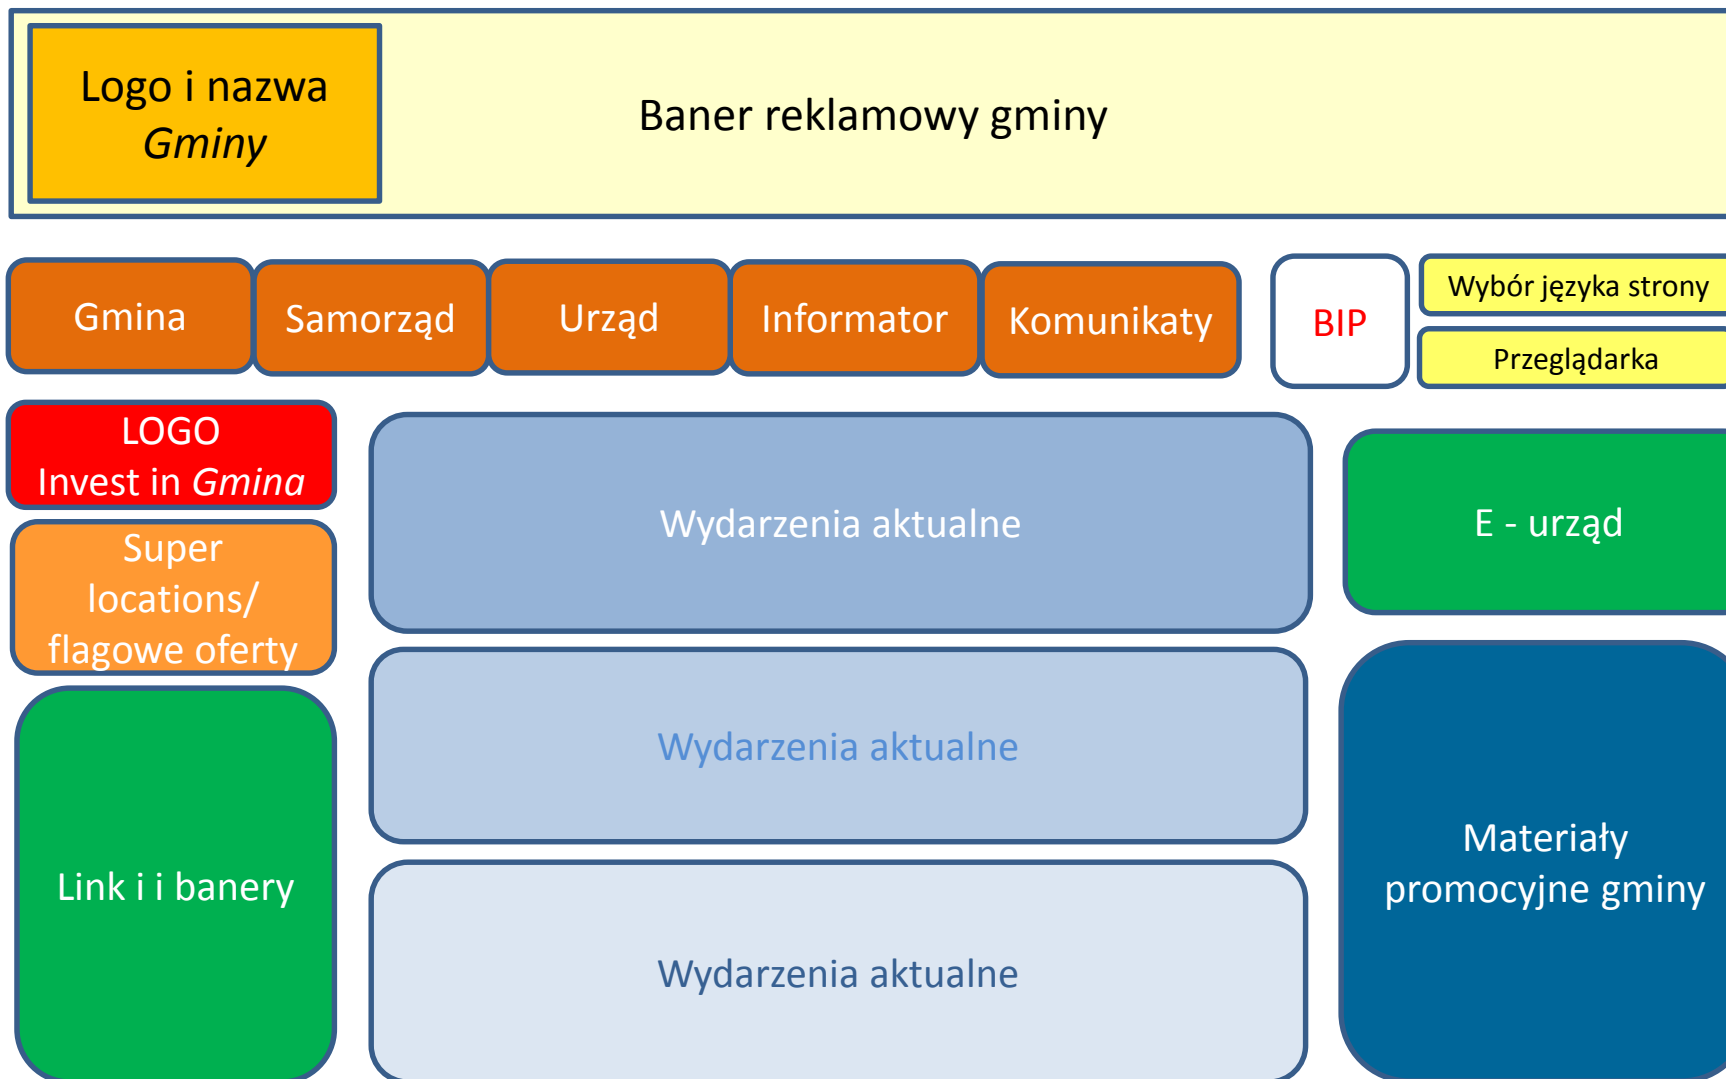 Logo i nazwa
Gminy
Baner reklamowy gminy
Gmina
Samorząd
Urząd
Informator
Komunikaty
BIP
Wybór języka strony
Przeglądarka
LOGO
Invest in Gmina
Super
locations/
flagowe oferty
Link i i banery
Wydarzenia aktualne
Wydarzenia aktualne
Wydarzenia aktualne
E - urząd
Materiały
promocyjne gminy